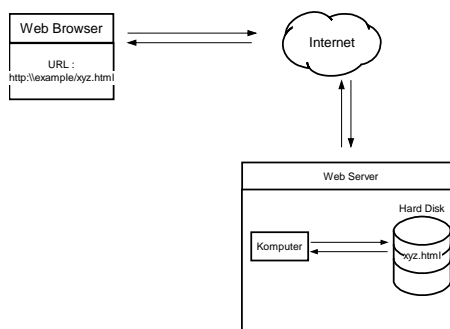 Web Browser
URL :
http:\\example/xyz.html
Internet
Web Server
Hard Disk
Komputer
xyz.html